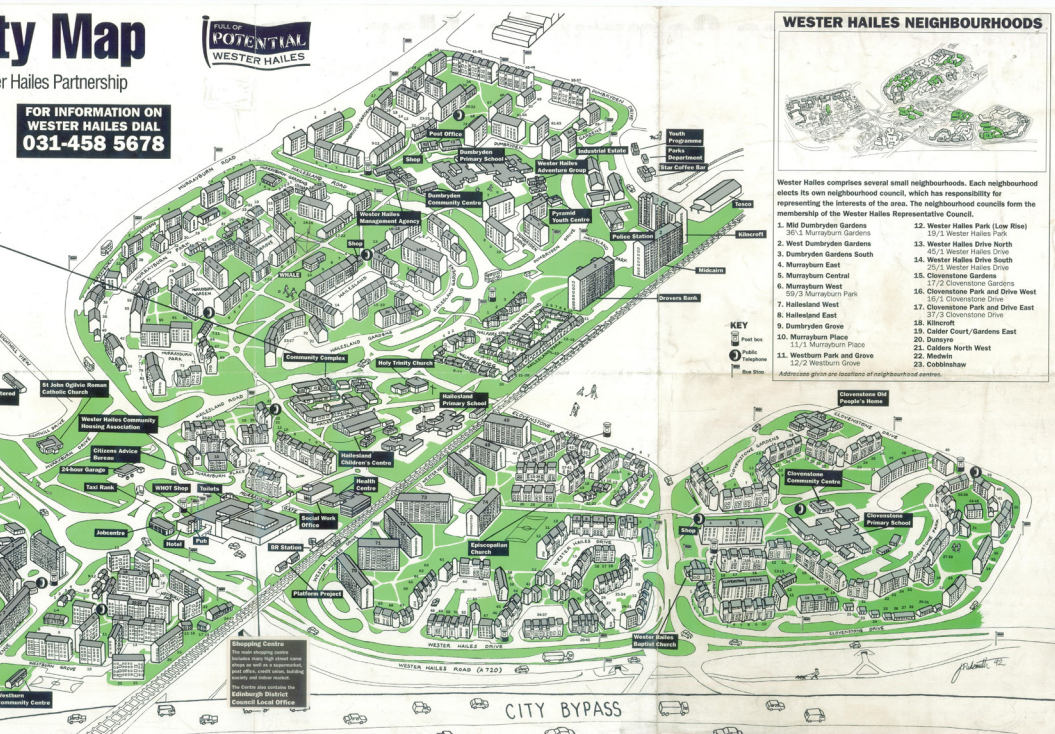 ty Map
er Hailes Partnership
FOR INFORMATION ON
WESTER HAILES DIAL
031-458 5678
FULL OF
POTENTIAL
WESTER HAILES
WESTER HAILES NEIGHBOURHOODS
Wester Hailes comprises several small neighbourhoods. Each neighbourhood
elects its own neighbourhood council, which has responsibility for
representing the interests of the area. The neighbourhood councils form the
membership of the Wester Hailes Representative Council.
1. Mid Dumbryden Gardens
36\1 Murrayburn Gardens
2. West Dumbryden Gardens
3. Dumbryden Gardens South
4. Murrayburn East
5. Murrayburn Central
6. Murrayburn West
59/3 Murrayburn Park
7. Hailesland West
8. Hailesland East
9. Dumbryden Grove
10. Murrayburn Place
11/1 Murrayburn Place
11. Westburn Park and Grove
12/2 Westburn Grove
12. Wester Hailes Park (Low Rise)
19/1 Wester Hailes Park
13. Wester Hailes Drive North
45/1 Wester Hailes Drive
14. Wester Hailes Drive South
25/1 Wester Hailes Drive
15. Clovenstone Gardens
17/2 Clovenstone Gardens
16. Clovenstone Park and Drive West
16/1 Clovenstone Drive
17. Clovenstone Park and Drive East
37/3 Clovenstone Drive
18. Kilncroft
19. Calder Court/Gardens East
20. Dunsyre
21. Calders North West
22. Medwin
23. Cobbinshaw
Addresses given are locations of neighbourhood centres.
KEY
Post box
Public
Telephone
Bus Stop
Youth
Programme
Parks
Department
Star Coffee Bar
Post Office
Industrial Estate
Shop
Dumbryden
Primary School
Wester Hailes
Adventure Group
Dumbryden
Community Centre
Tesco
Wester Hailes
Management Agency
Pyramid
Youth Centre
Police Station
Kilncroft
Shop
Midcairn
WHALE
Drovers Bank
MURRAYBURN ROAD
HAILESLAND ROAD
MURRAYBURN
PARK
Community Complex
Holy Trinity Church
St John Ogilvie Roman
Catholic Church
tered
Hailesland
Primary School
Clovenstone Old
People's Home
HAILESLAND ROAD
Wester Hailes Community
Housing Association
Citizens Advice
Bureau
24-hour Garage
Hailesland
Children's Centre
CLOVENSTONE GARDENS
CLOVENSTONE DRIVE
Clovenstone
Community Centre
Taxi Rank
WHOT Shop
Toilets
Health
Centre
Social Work
Office
Clovenstone
Primary School
Shop
Jobcentre
Hotel
Pub
BR Station
Episcopalian
Church
WESTER HAILES DRIVE
Platform Project
WESTER HAILES DRIVE
Wester Hailes
Baptist Church
CLOVENSTONE DRIVE
Shopping Centre
The main shopping centre
includes many high street name
shops as well as a supermarket,
post office, credit union, building
society and indoor market.
The Centre also contains the
Edinburgh District
Council Local Office
WESTER HAILES ROAD (A720)
WESTBURN GROVE
Westburn
Community Centre
CITY BYPASS